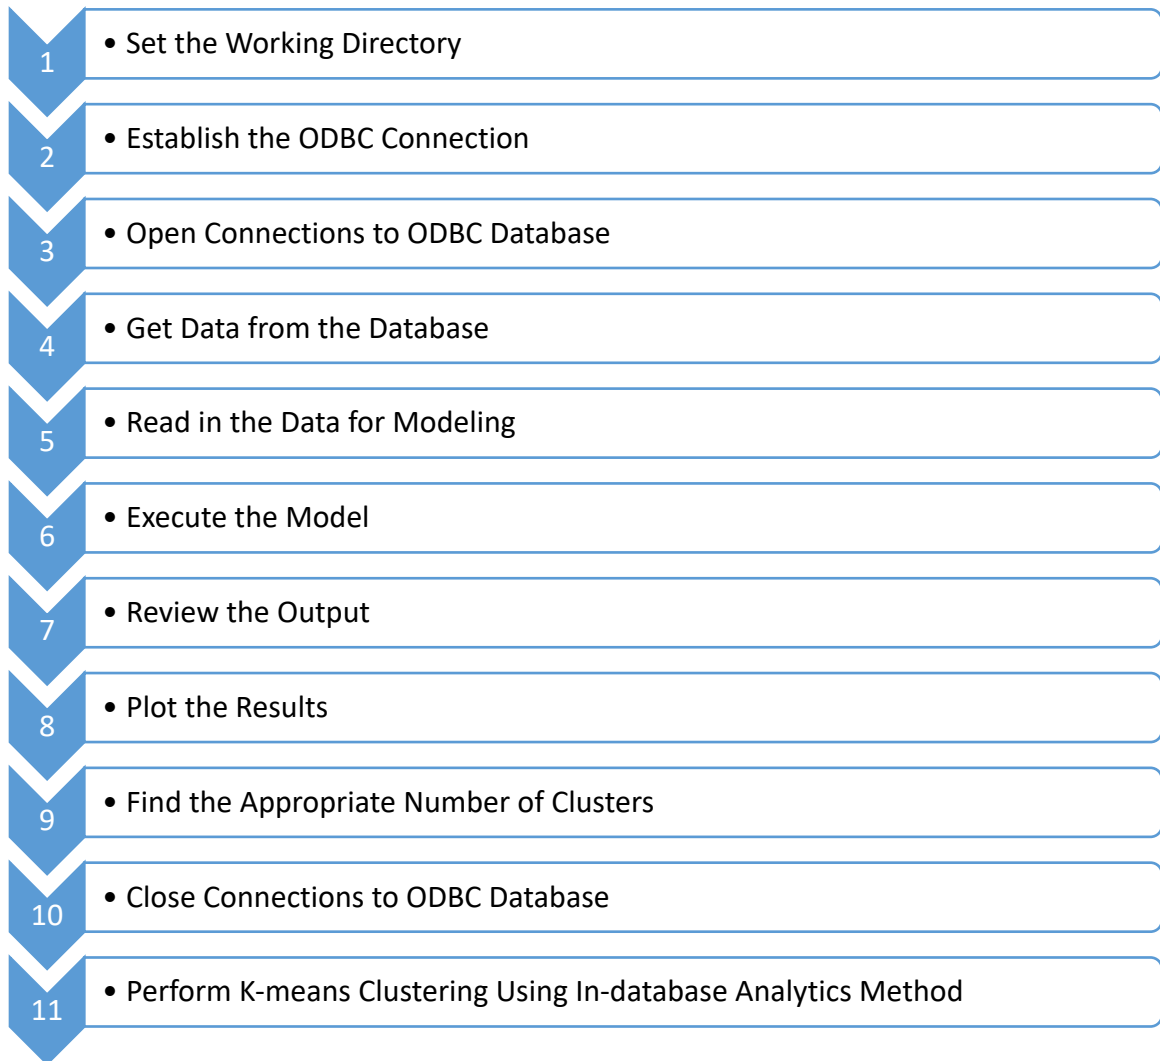 1
• Set the Working Directory
2
• Establish the ODBC Connection
3
• Open Connections to ODBC Database
4
• Get Data from the Database
5
• Read in the Data for Modeling
6
• Execute the Model
7
• Review the Output
8
• Plot the Results
9
• Find the Appropriate Number of Clusters
10
• Close Connections to ODBC Database
11
• Perform K-means Clustering Using In-database Analytics Method